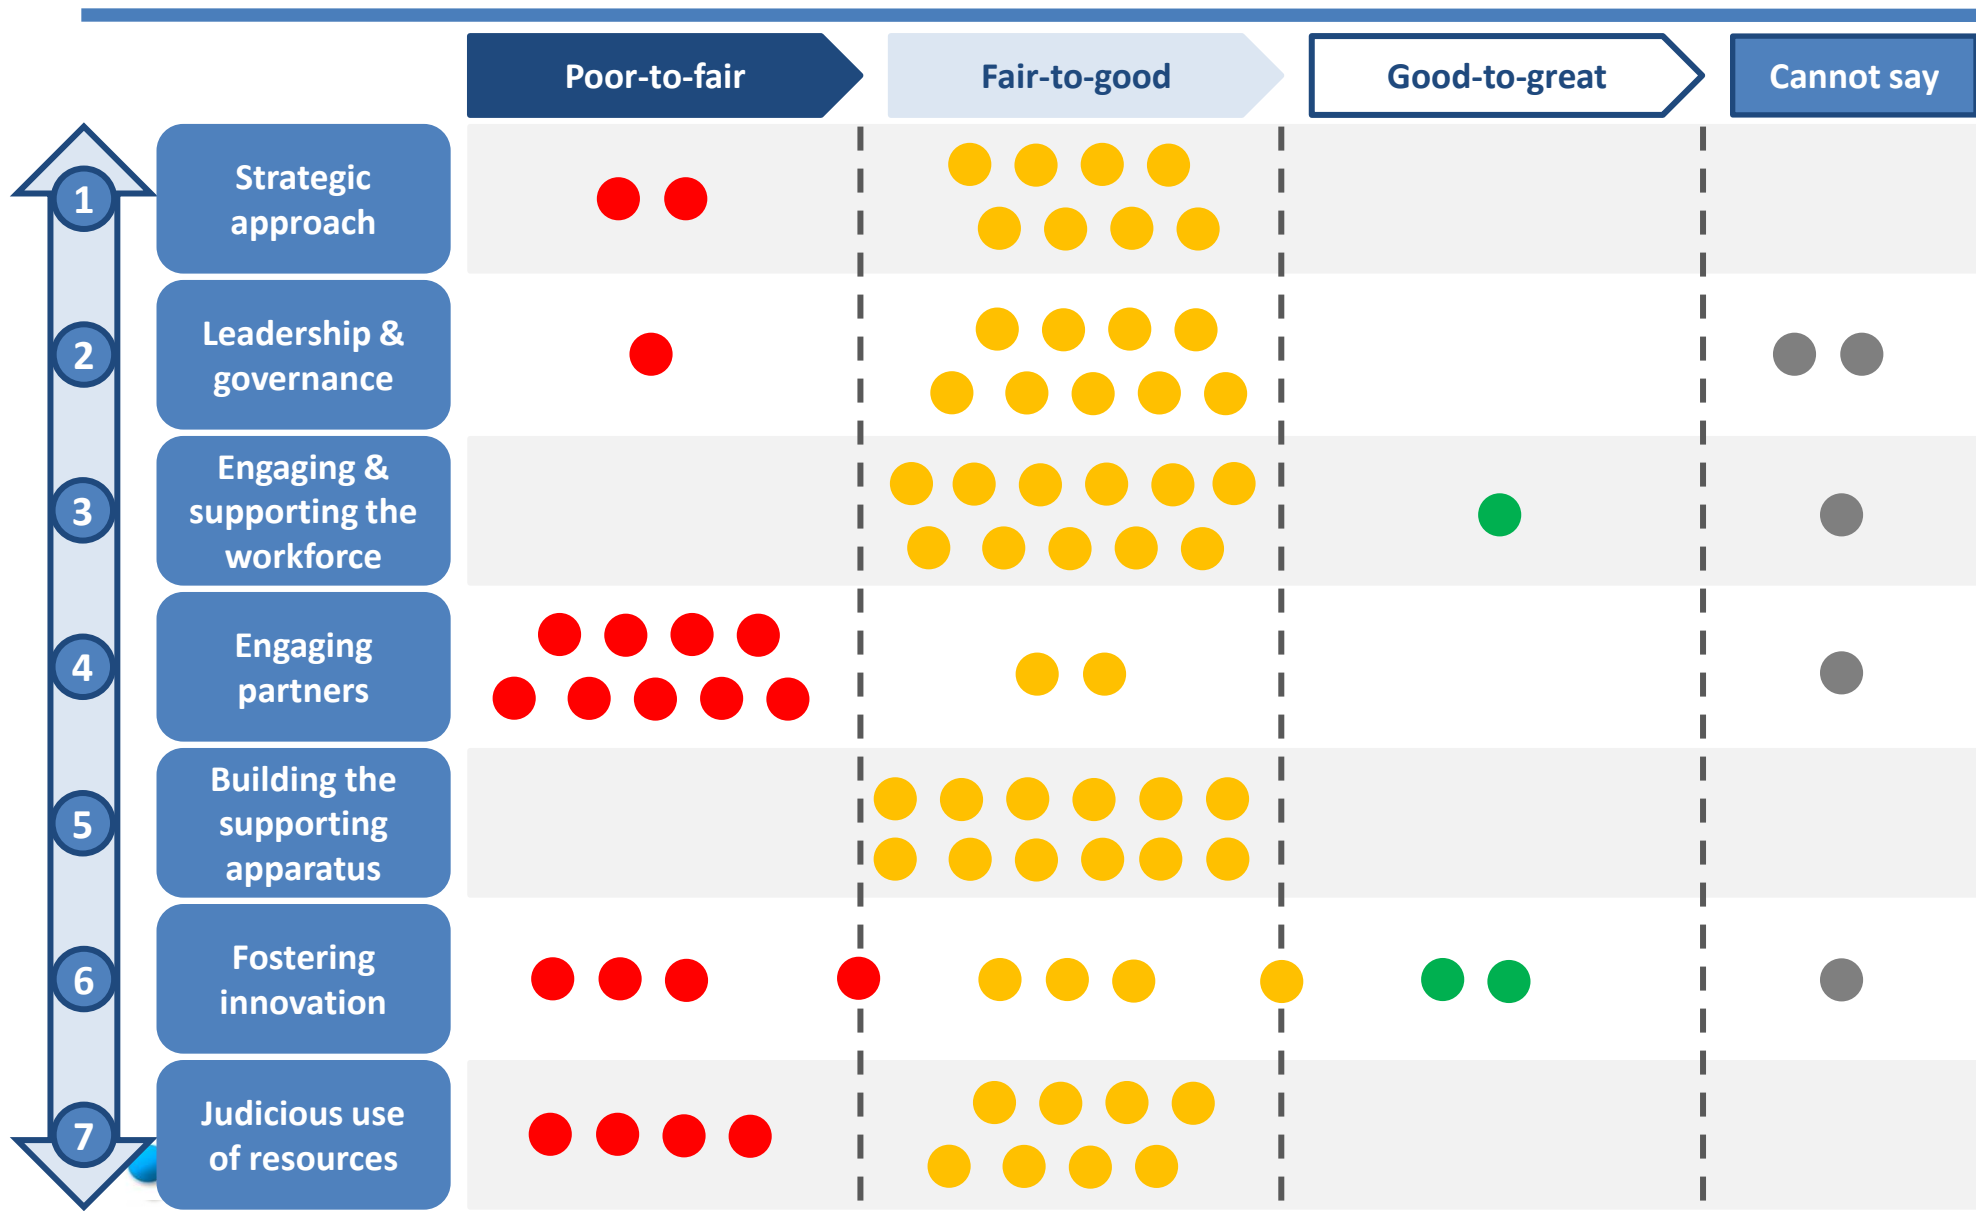 Poor-to-fair
Fair-to-good
Good-to-great
Cannot say
1
Strategic
approach
2
Leadership &
governance
3
Engaging &
supporting the
workforce
4
Engaging
partners
5
Building the
supporting
apparatus
6
Fostering
innovation
7
Judicious use
of resources